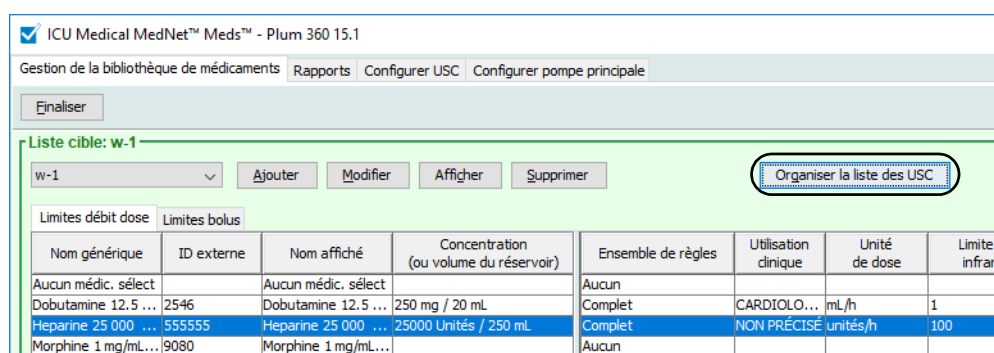 ICU Medical MedNet™ Meds™ - Plum 360 15.1
Gestion de la bibliothèque de médicaments Rapports Configurer USC Configurer pompe principale
Finaliser
Liste cible: w-1
w-1 Ajouter Modifier Afficher Supprimer Organiser la liste des USC
Limites débit dose Limites bolus
Nom générique ID externe Nom affiché Concentration (ou volume du réservoir) Ensemble de règles Utilisation clinique Unité de dose Limite infrar
Aucun médic. sélect Aucun médic. sélect Aucun
Dobutamine 12.5 ... 2546 Dobutamine 12.5 ... 250 mg / 20 mL Complet CARDIOLO... mL/h 1
Heparine 25 000 ... 555555 Heparine 25 000 ... 25000 Unités / 250 mL Complet NON PRÉCISÉ unités/h 100
Morphine 1 mg/mL... 9080 Morphine 1 mg/mL... Aucun